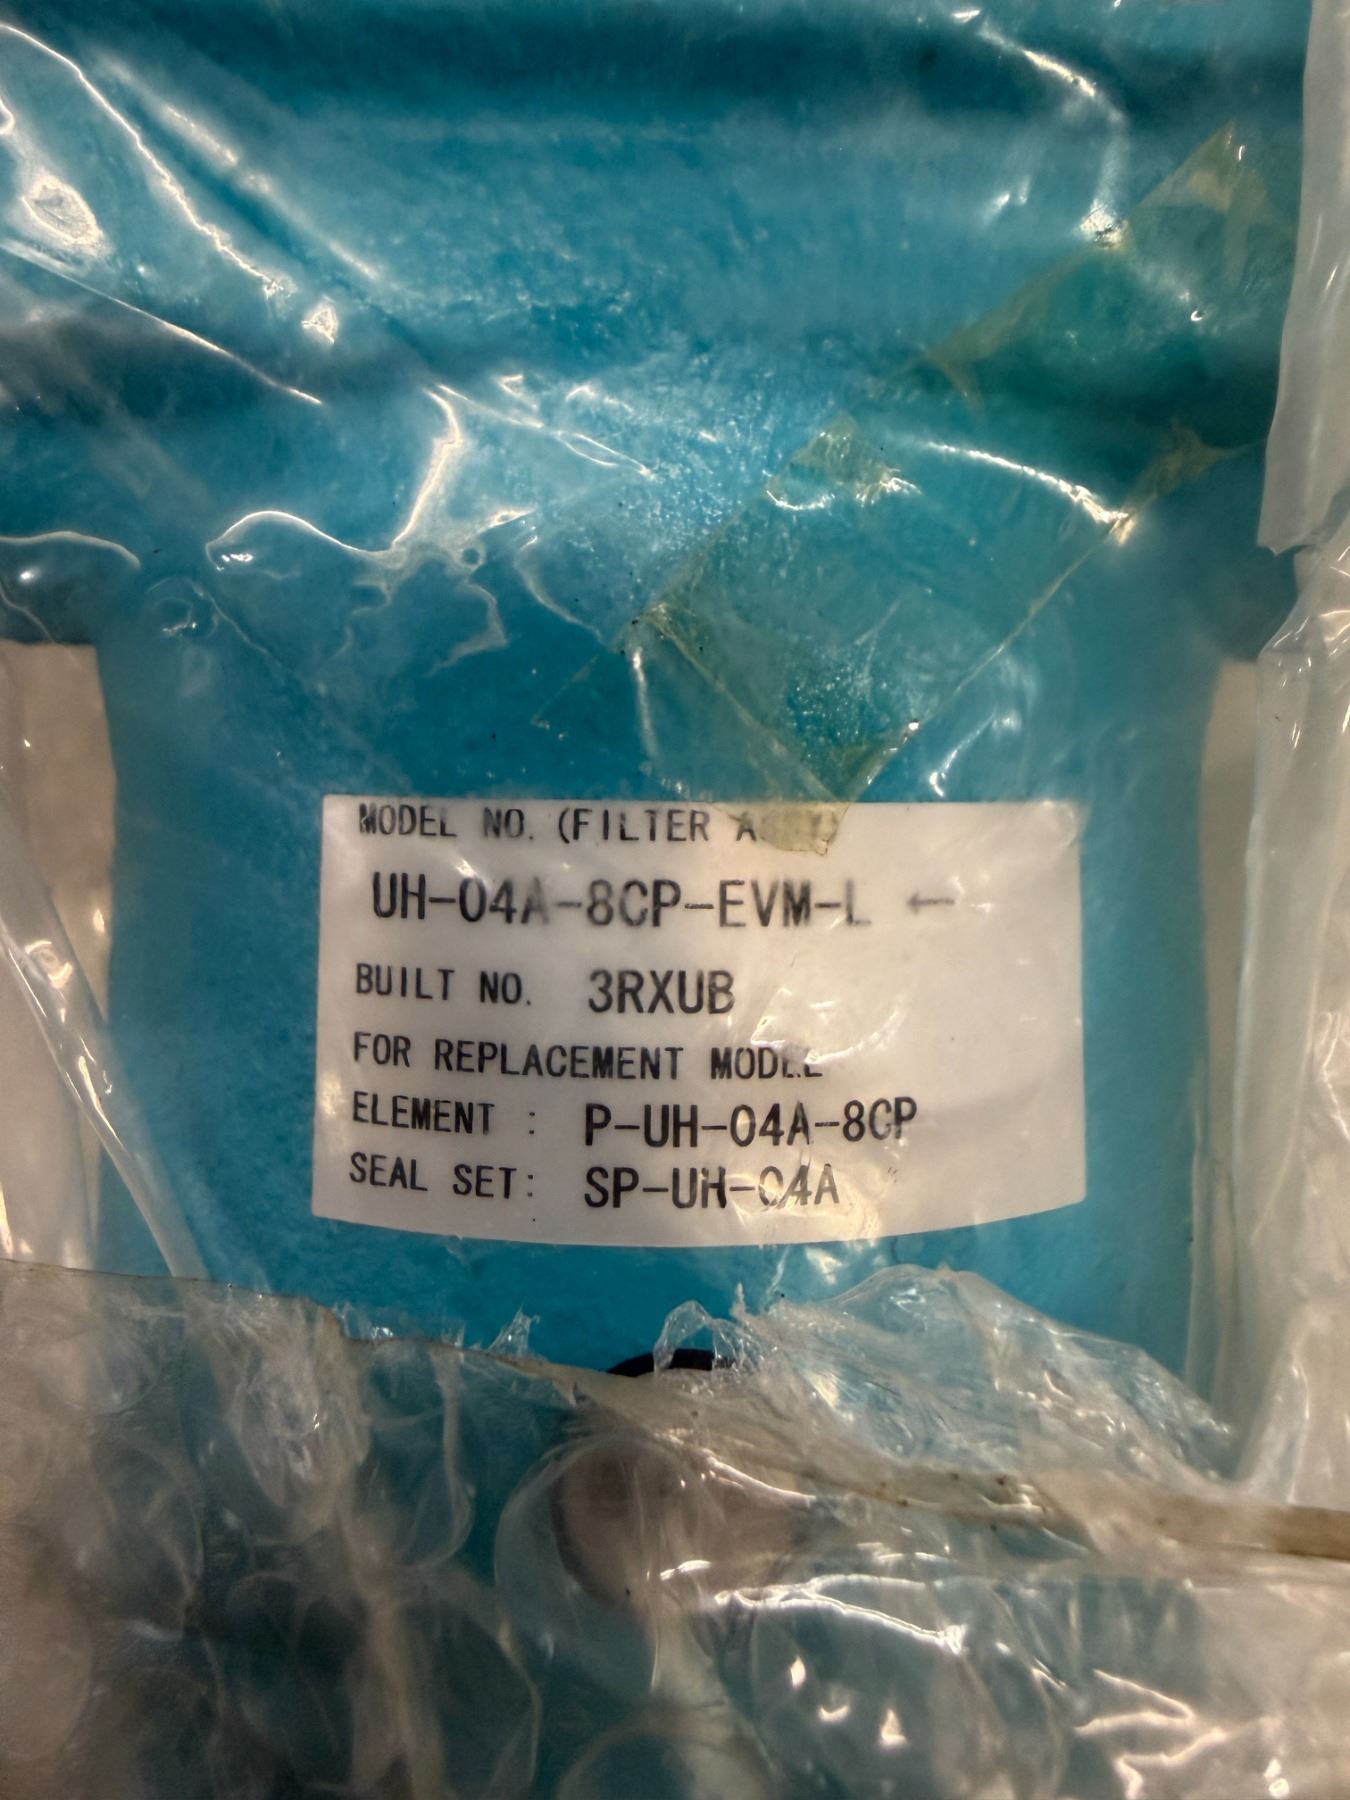 MODEL NO. (FILTER
UH-04A-8CP-EVM-L ←
BUILT NO. 3RXUB
FOR REPLACEMENT MODEL
ELEMENT : P-UH-04A-8CP
SEAL SET: SP-UH-04A